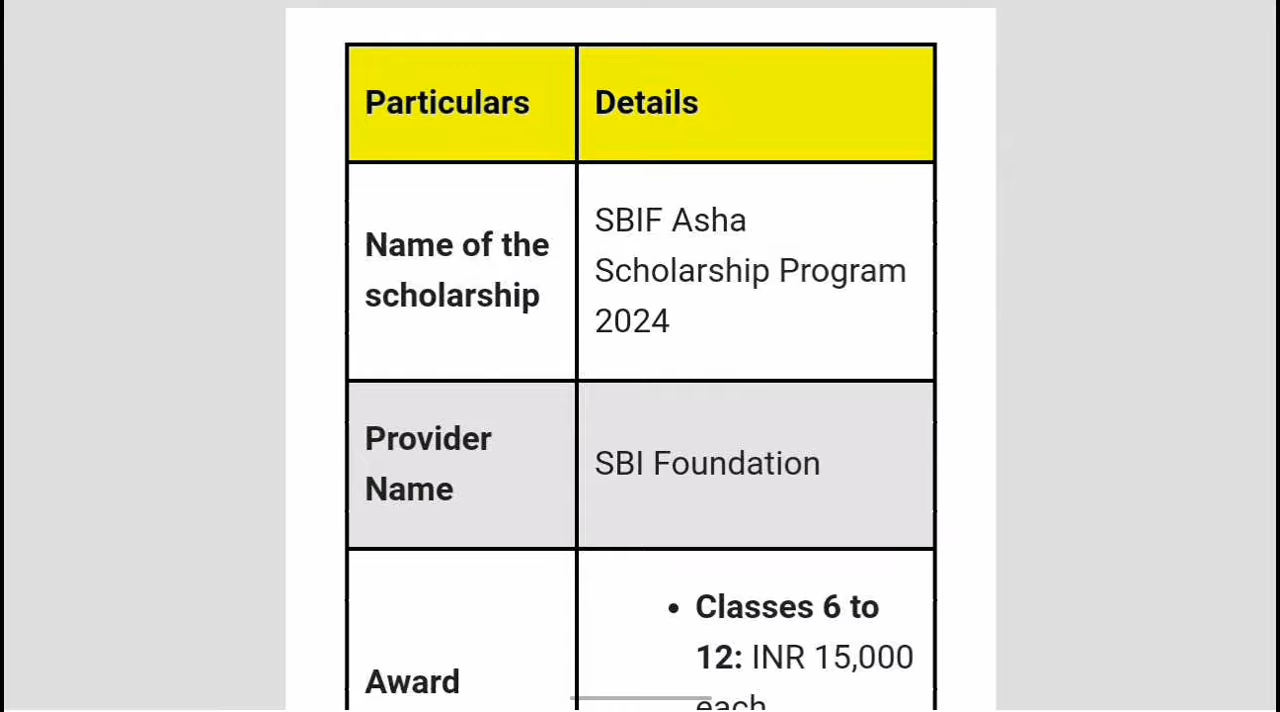 Particulars
Details
Name of the
scholarship
SBIF Asha
Scholarship Program
2024
Provider
Name
SBI Foundation
Award
• Classes 6 to
12: INR 15,000
each